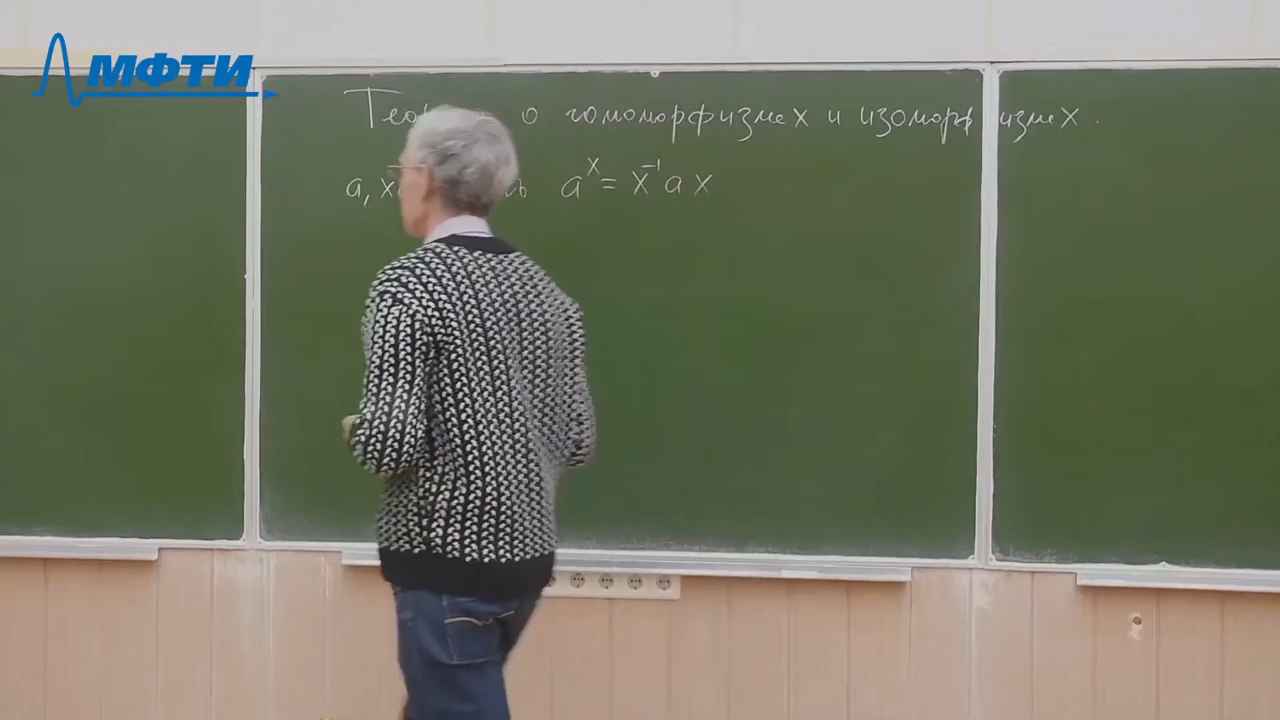 МФТИ
о гомоморфизмах и изоморфизмах.
a, x a^x = x^{-1} a x